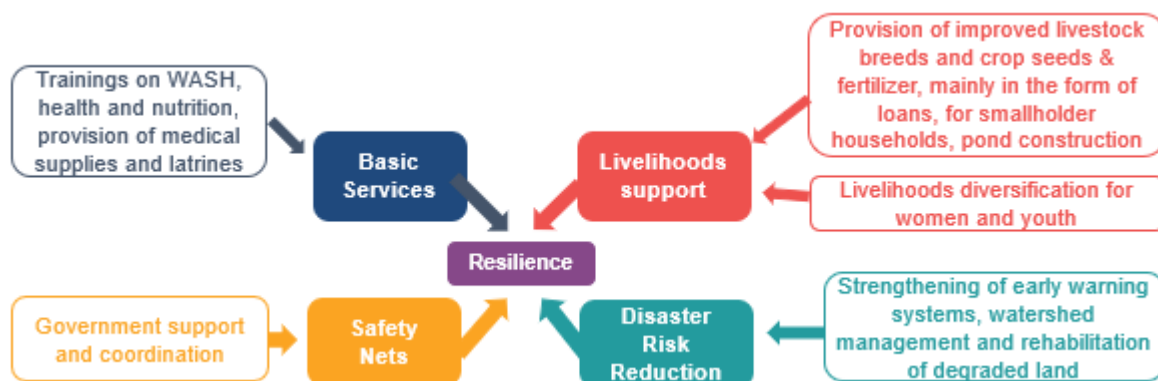 Trainings on WASH,
health and nutrition,
provision of medical
supplies and latrines
Basic
Services
Livelihoods
support
Provision of improved livestock
breeds and crop seeds &
fertilizer, mainly in the form of
loans, for smallholder
households, pond construction
Livelihoods diversification for
women and youth
Resilience
Government support
and coordination
Safety
Nets
Disaster
Risk
Reduction
Strengthening of early warning
systems, watershed
management and rehabilitation
of degraded land